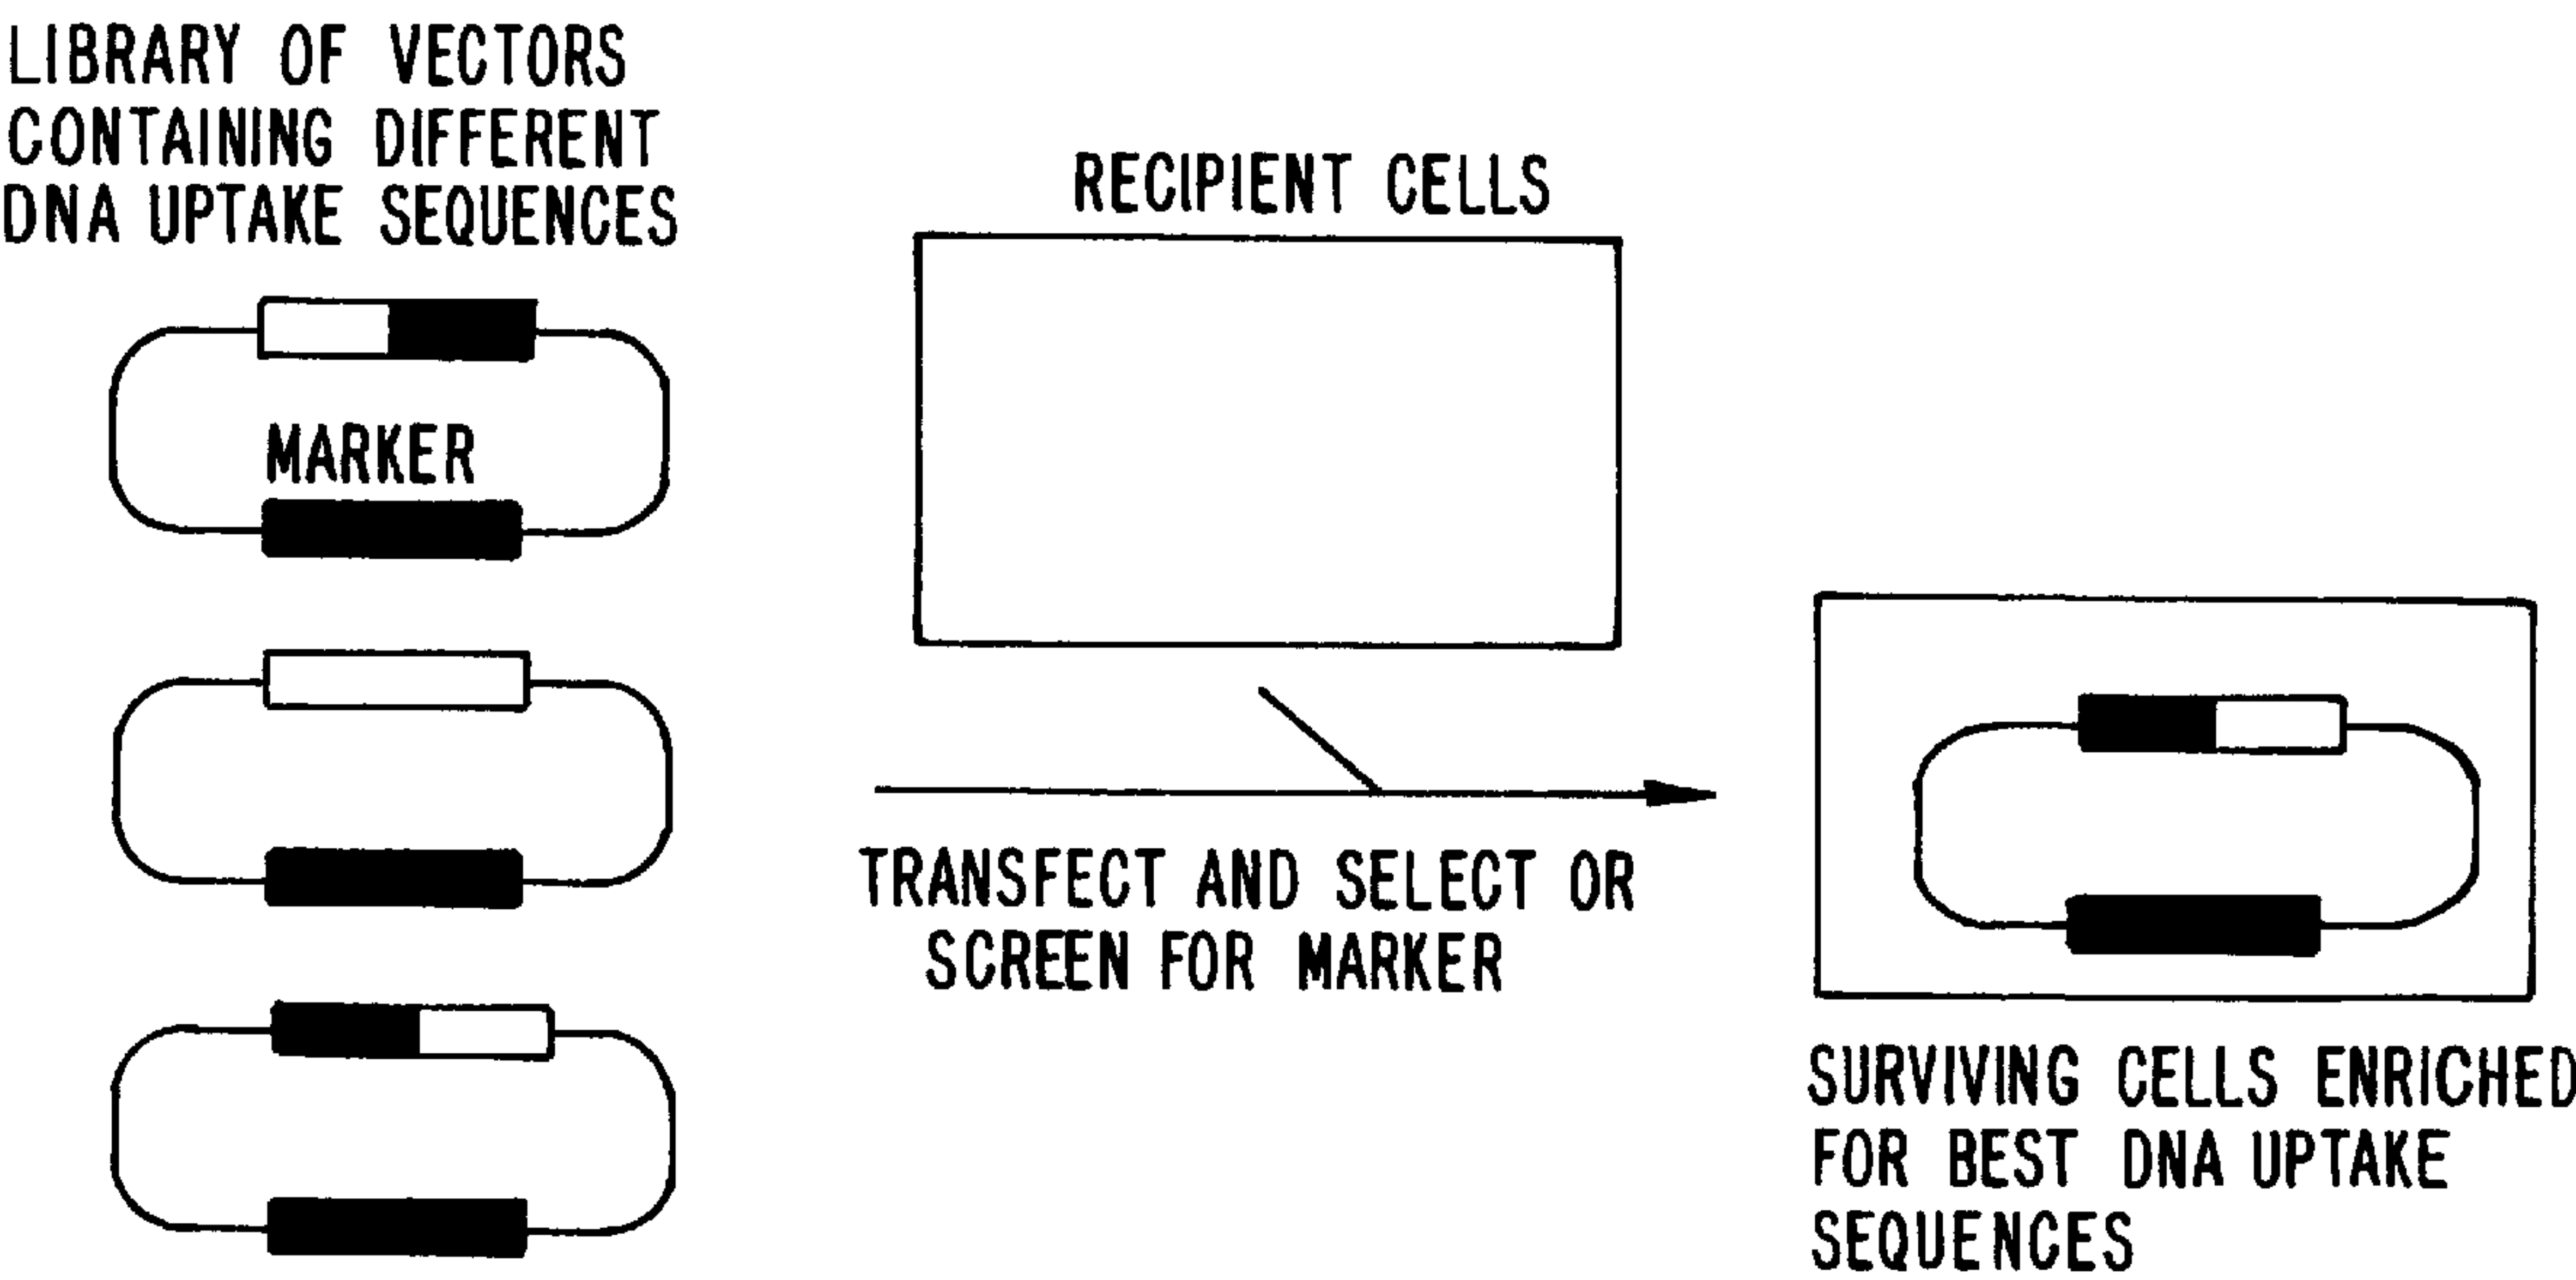 LIBRARY OF VECTORS
CONTAINING DIFFERENT
DNA UPTAKE SEQUENCES
MARKER
RECIPIENT CELLS
TRANSFECT AND SELECT OR
SCREEN FOR MARKER
SURVIVING CELLS ENRICHED
FOR BEST DNA UPTAKE
SEQUENCES